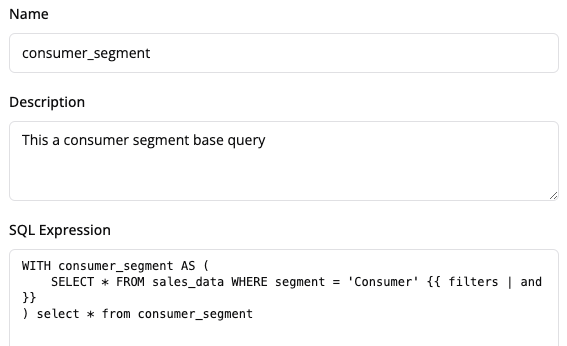 Name
consumer_segment
Description
This a consumer segment base query
SQL Expression
WITH consumer_segment AS (
    SELECT * FROM sales_data WHERE segment = 'Consumer' {{ filters | and
}}
) select * from consumer_segment